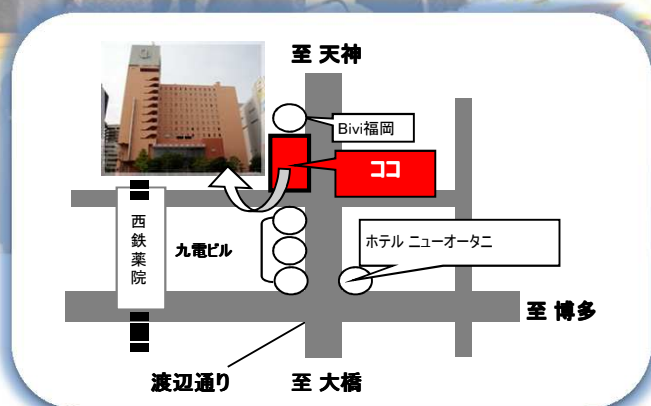 至 天神
Bivi福岡
ココ
西鉄薬院
九電ビル
ホテル ニューオータニ
至 博多
渡辺通り
至 大橋